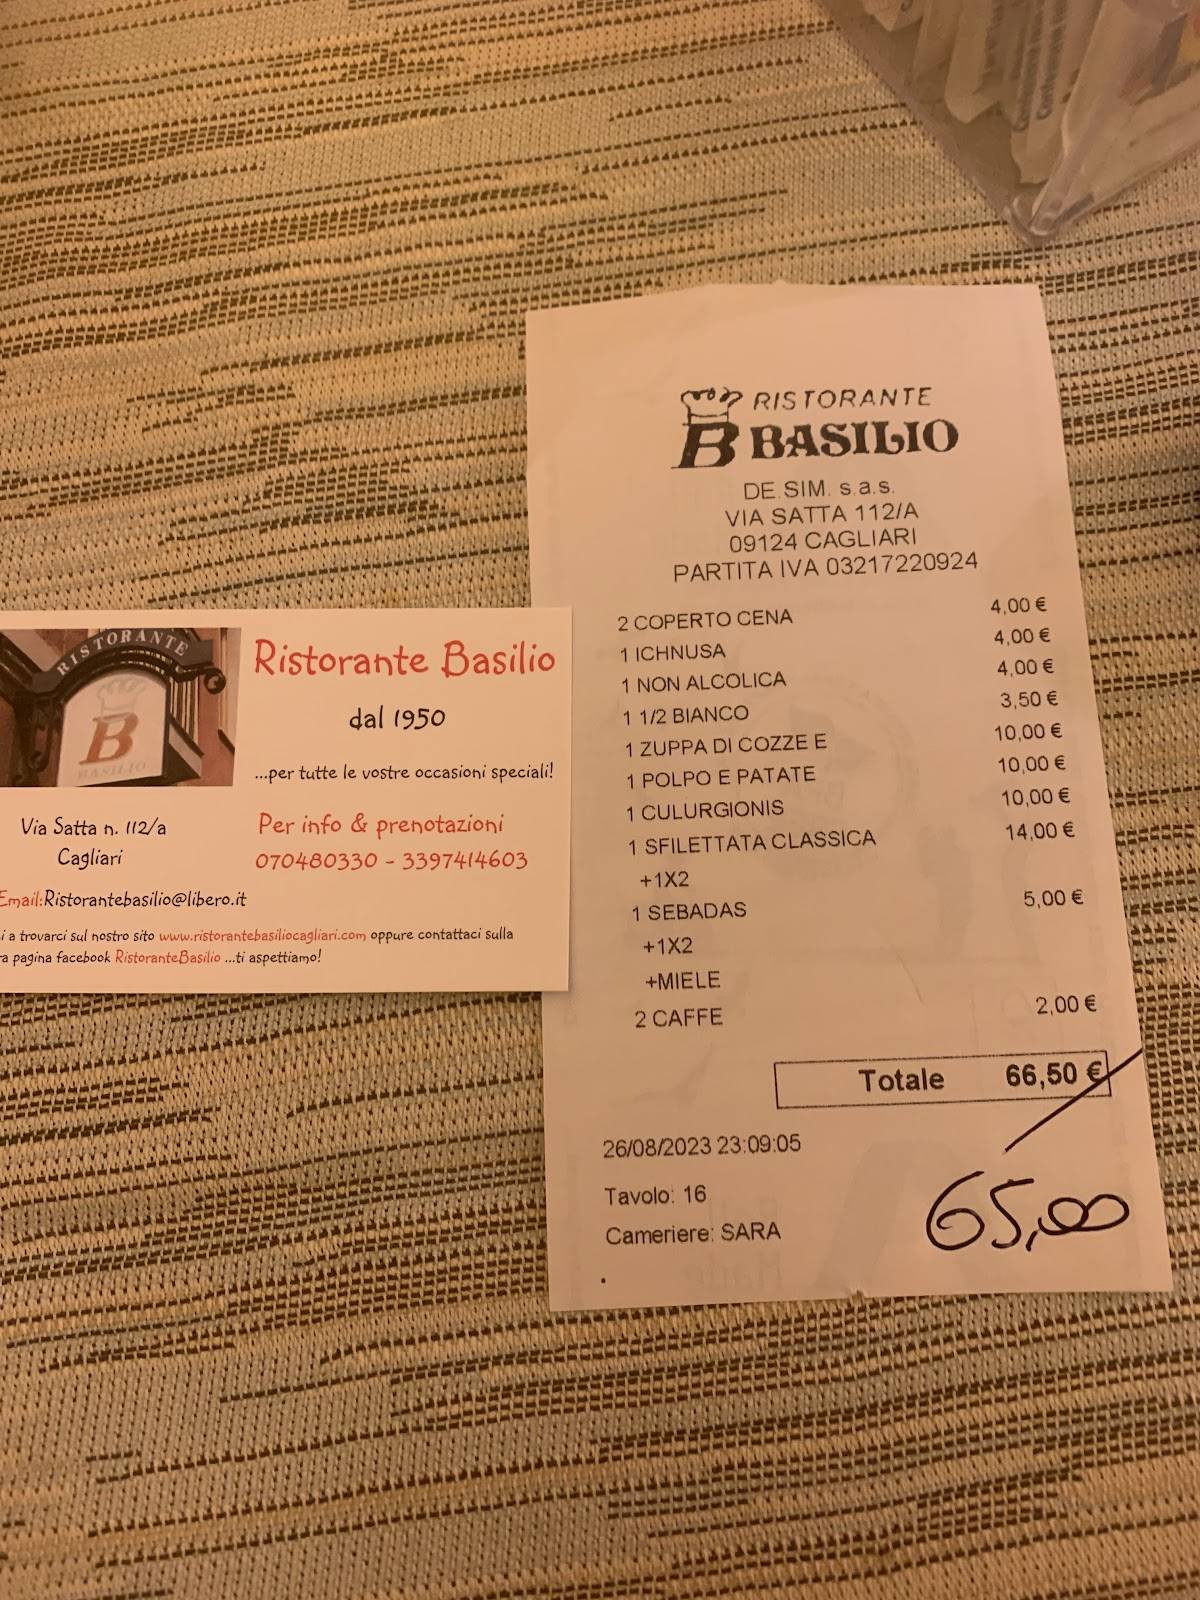 RISTORANTE
B BASILIO
DE.SIM. s.a.s.
VIA SATTA 112/A
09124 CAGLIARI
PARTITA IVA 03217220924
2 COPERTO CENA 4,00 €
1 ICHNUSA 4,00 €
1 NON ALCOLICA 4,00 €
1 1/2 BIANCO 3,50 €
1 ZUPPA DI COZZE E 10,00 €
1 POLPO E PATATE 10,00 €
1 CULURGIONIS 10,00 €
1 SFILETTATA CLASSICA 14,00 €
+1X2
1 SEBADAS 5,00 €
+1X2
+MIELE
2 CAFFE 2,00 €
Totale 66,50 €
26/08/2023 23:09:05
Tavolo: 16
Cameriere: SARA
.
65,00
RISTORANTE
B
BASILIO
Ristorante Basilio
dal 1950
...per tutte le vostre occasioni speciali!
Via Satta n. 112/a
Cagliari
Per info & prenotazioni
070480330 - 3397414603
Email:Ristorantebasilio@libero.it
i a trovarci sul nostro sito www.ristorantebasiliocagliari.com oppure contattaci sulla
ra pagina facebook RistoranteBasilio ...ti aspettiamo!